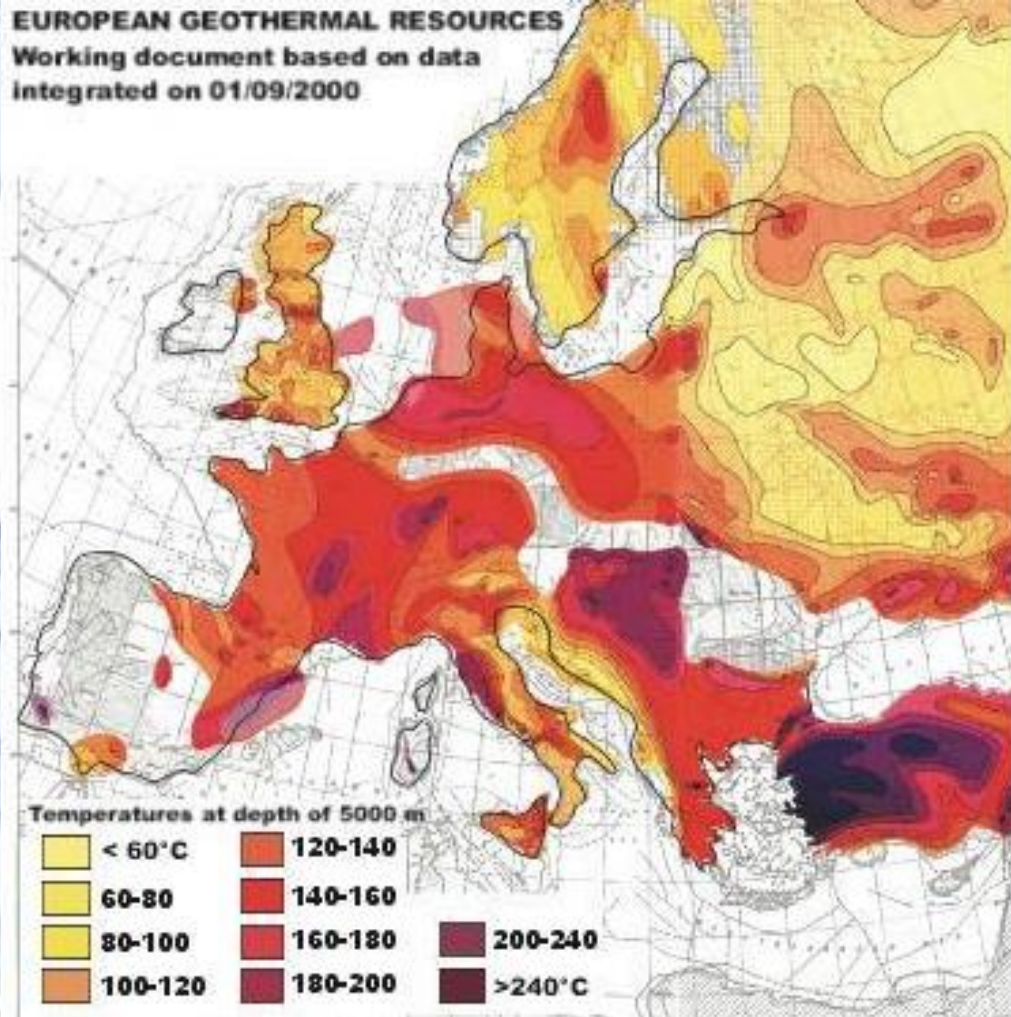 EUROPEAN GEOTHERMAL RESOURCES
Working document based on data
integrated on 01/09/2000
Temperatures at depth of 5000 m
< 60°C
60-80
80-100
100-120
120-140
140-160
160-180
180-200
200-240
>240°C